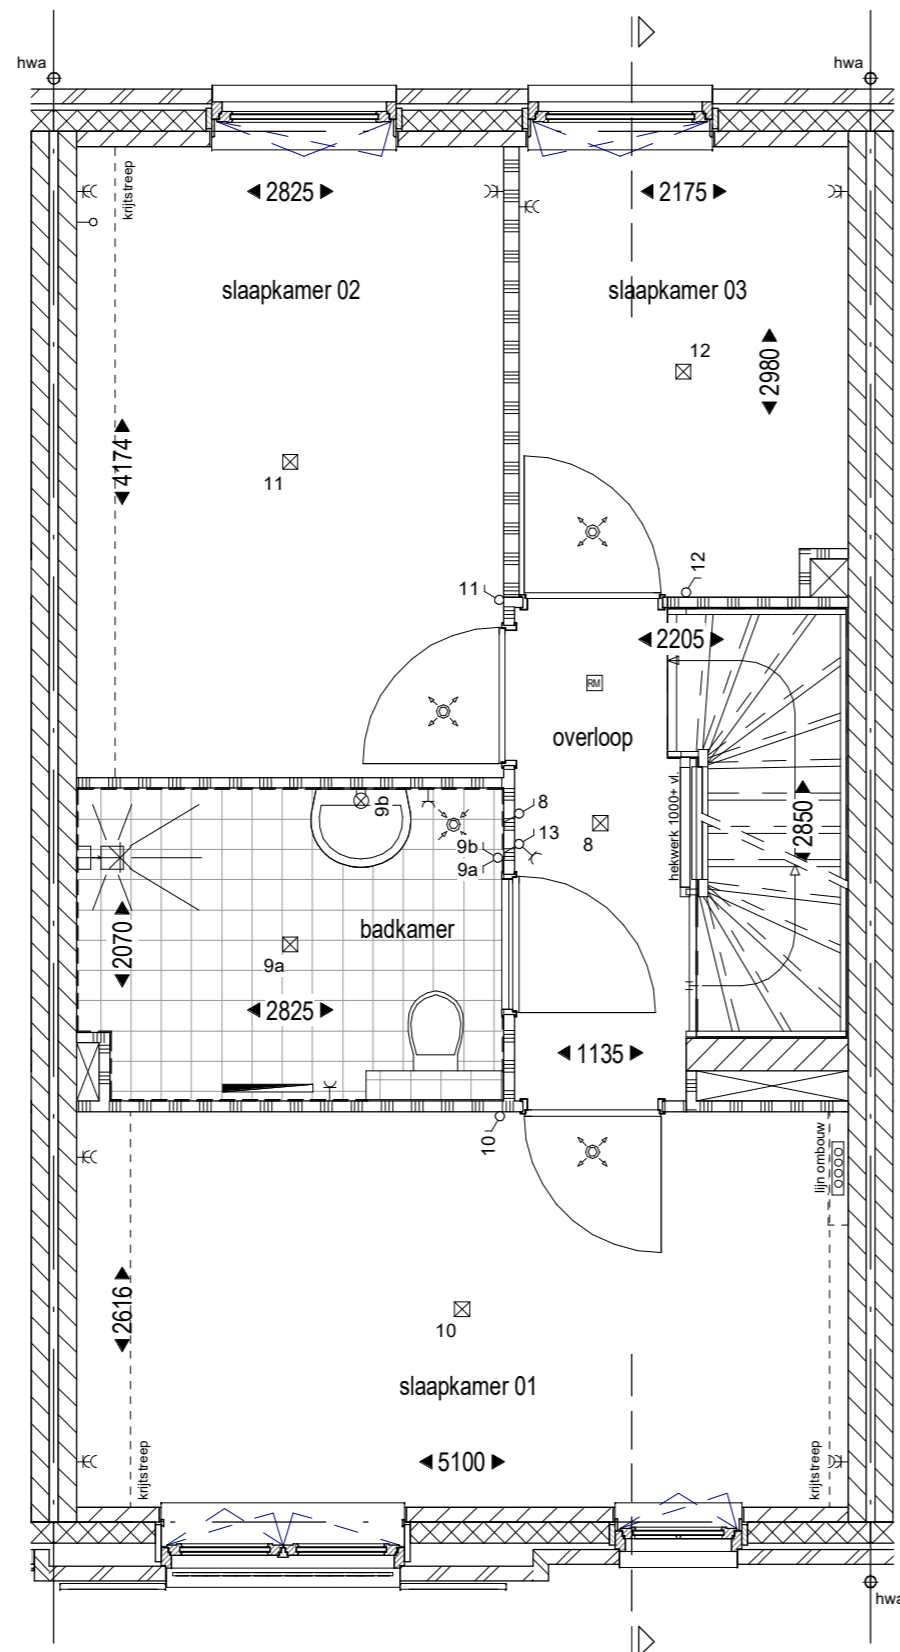 hwa
hwa
krijtstreep
2825
2175
slaapkamer 02
slaapkamer 03
12
2980
4174
11
11
12
2205
RM
overloop
9b
8
hekwerk 1000+ vl.
2850
13
9b
8
9a
badkamer
2070
9a
2825
1135
10
lijn ombouw
2616
10
slaapkamer 01
5100
krijtstreep
krijtstreep
hwa